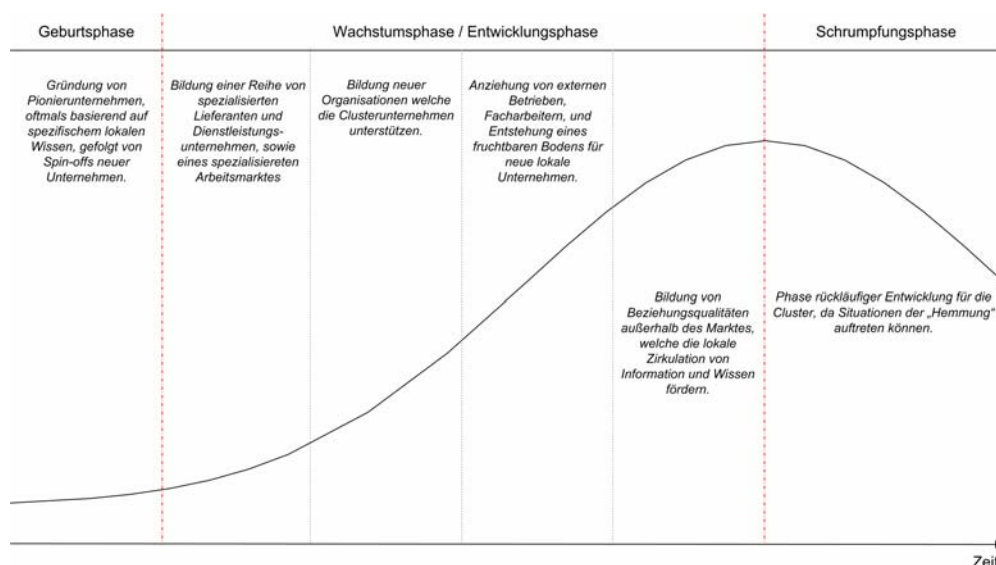 Geburtsphase
Wachstumsphase / Entwicklungsphase
Schrumpfungsphase
Gründung von
Pionierunternehmen,
oftmals basierend auf
spezifischem lokalen
Wissen, gefolgt von
Spin-offs neuer
Unternehmen.
Bildung einer Reihe von
spezialisierten
Lieferanten und
Dienstleistungs-
unternehmen, sowie
eines spezialisiereten
Arbeitsmarktes
Bildung neuer
Organisationen welche
die Clusterunternehmen
unterstützen.
Anziehung von externen
Betrieben,
Facharbeitern, und
Entstehung eines
fruchtbaren Bodens für
neue lokale
Unternehmen.
Bildung von
Beziehungsqualitäten
außerhalb des Marktes,
welche die lokale
Zirkulation von
Information und Wissen
fördern.
Phase rückläufiger Entwicklung für die
Cluster, da Situationen der „Hemmung“
auftreten können.
Zeit